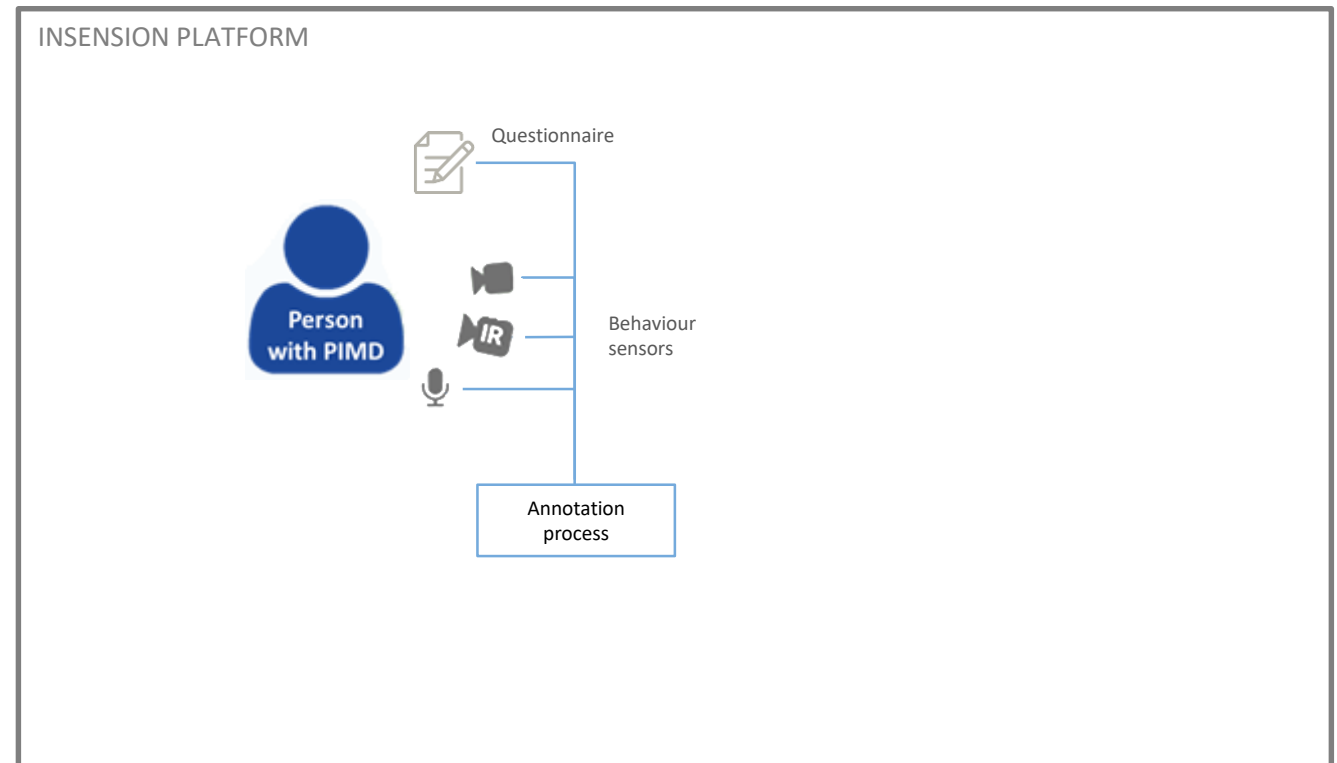 INSENSION PLATFORM
Questionnaire
Person
with PIMD
IR
Behaviour
sensors
Annotation
process